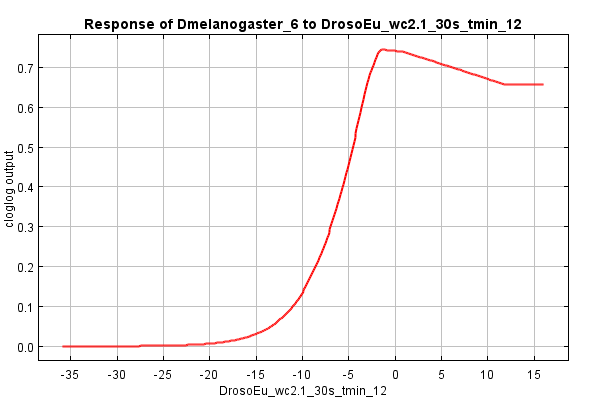 Response of Dmelanogaster_6 to DrosoEu_wc2.1_30s_tmin_12
cloglog output
0.7
0.6
0.5
0.4
0.3
0.2
0.1
0.0
-35 -30 -25 -20 -15 -10 -5 0 5 10 15
DrosoEu_wc2.1_30s_tmin_12